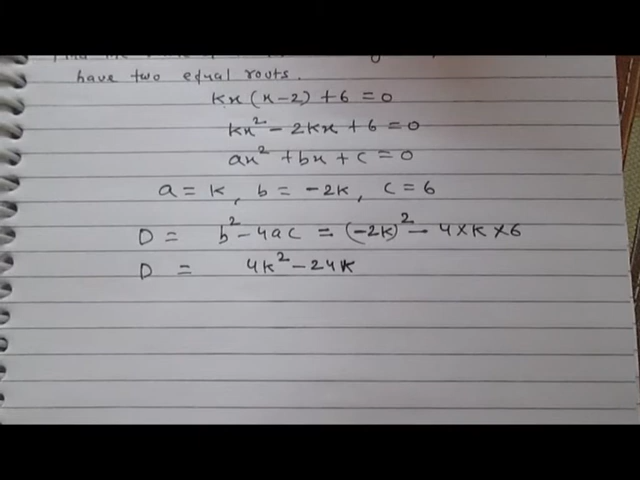 have two equal routs.
kx (x-2) + 6 = 0
kx² - 2kx + 6 = 0
ax² + bx + c = 0
a = k, b = -2k, c = 6
D = b² - 4ac = (-2k)² - 4×k×6
D = 4k² - 24k